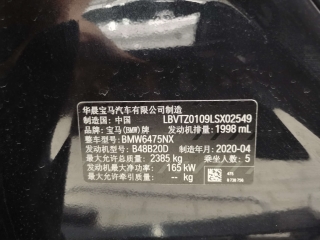 华晨宝马汽车有限公司制造
制造国：中国 LBVTZ0109LSX02549
品牌：宝马(BMW)牌 发动机排量：1998 mL
整车型号：BMW6475NX
发动机型号：B48B20D 制造年月：2020-04
最大允许总质量：2385 kg 乘坐人数：5
发动机最大净功率：165 kW
最大允许牵引质量：-- kg